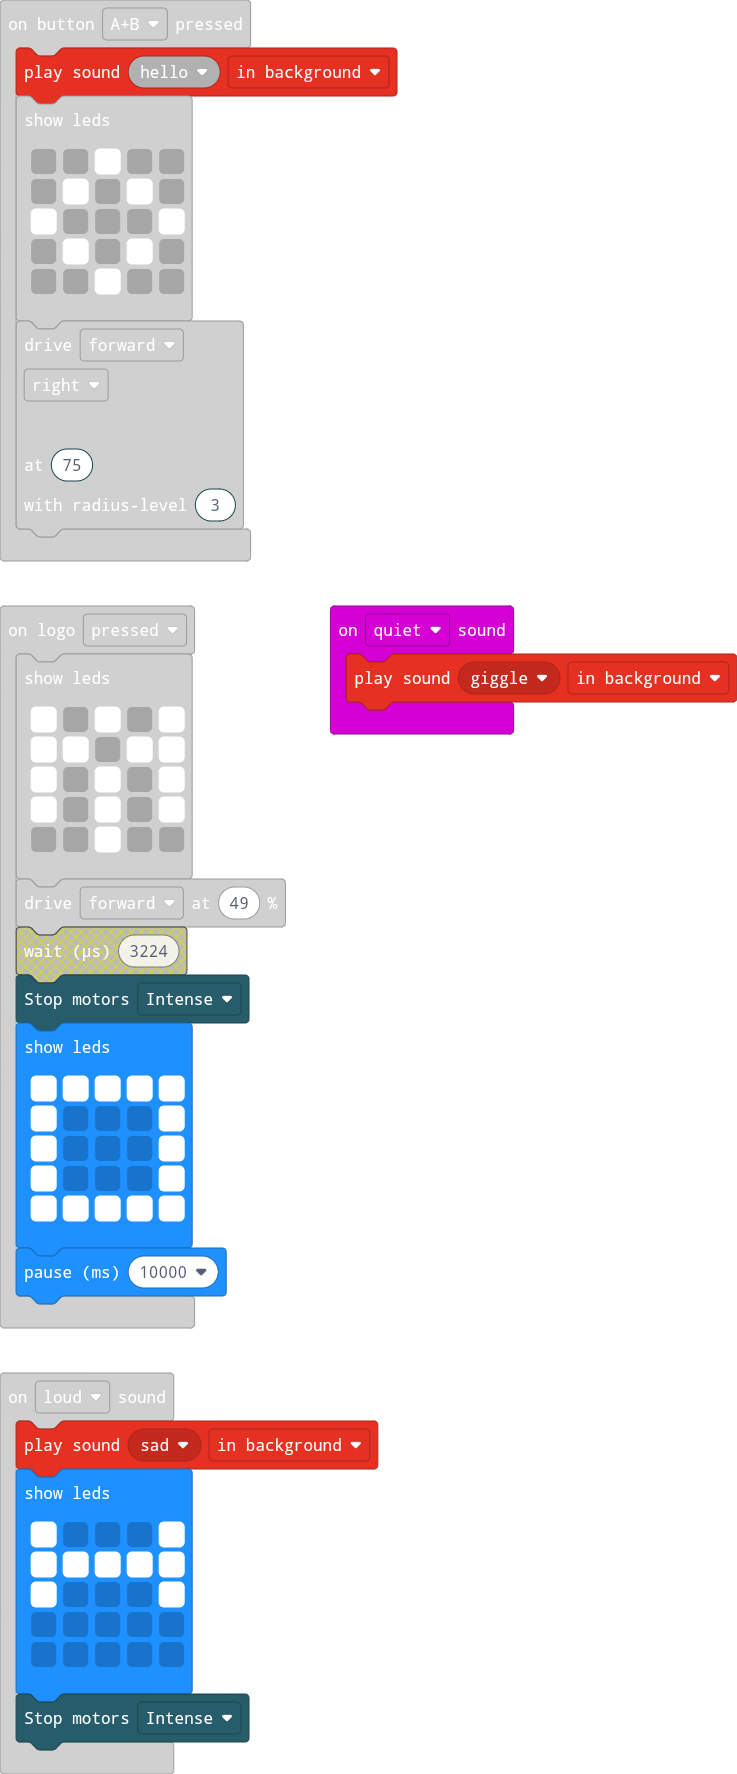 on button A+B pressed
play sound hello in background
show leds
drive forward
right
at 75
with radius-level 3
on logo pressed
show leds
drive forward at 49 %
wait (µs) 3224
Stop motors Intense
show leds
pause (ms) 10000
on quiet sound
play sound giggle in background
on loud sound
play sound sad in background
show leds
Stop motors Intense